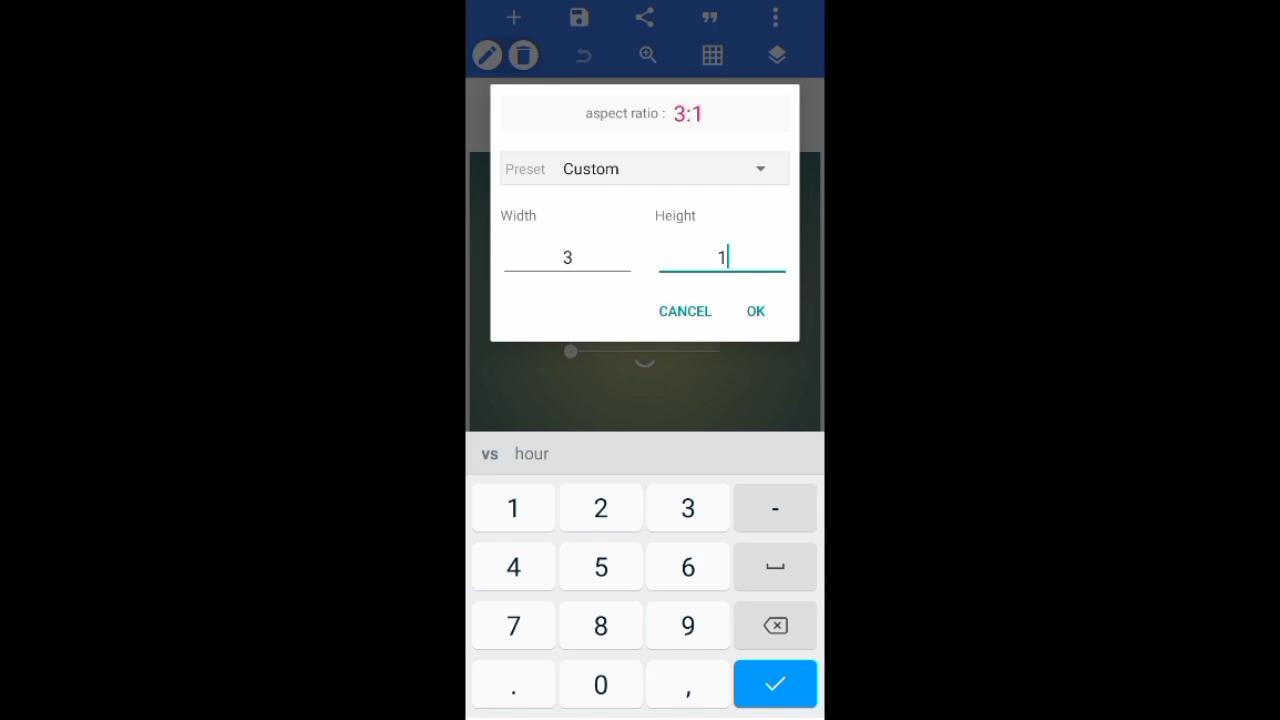 aspect ratio : 3:1
Preset Custom
Width Height
3 1
CANCEL OK
vs hour
1 2 3 -
4 5 6
7 8 9
. 0 ,